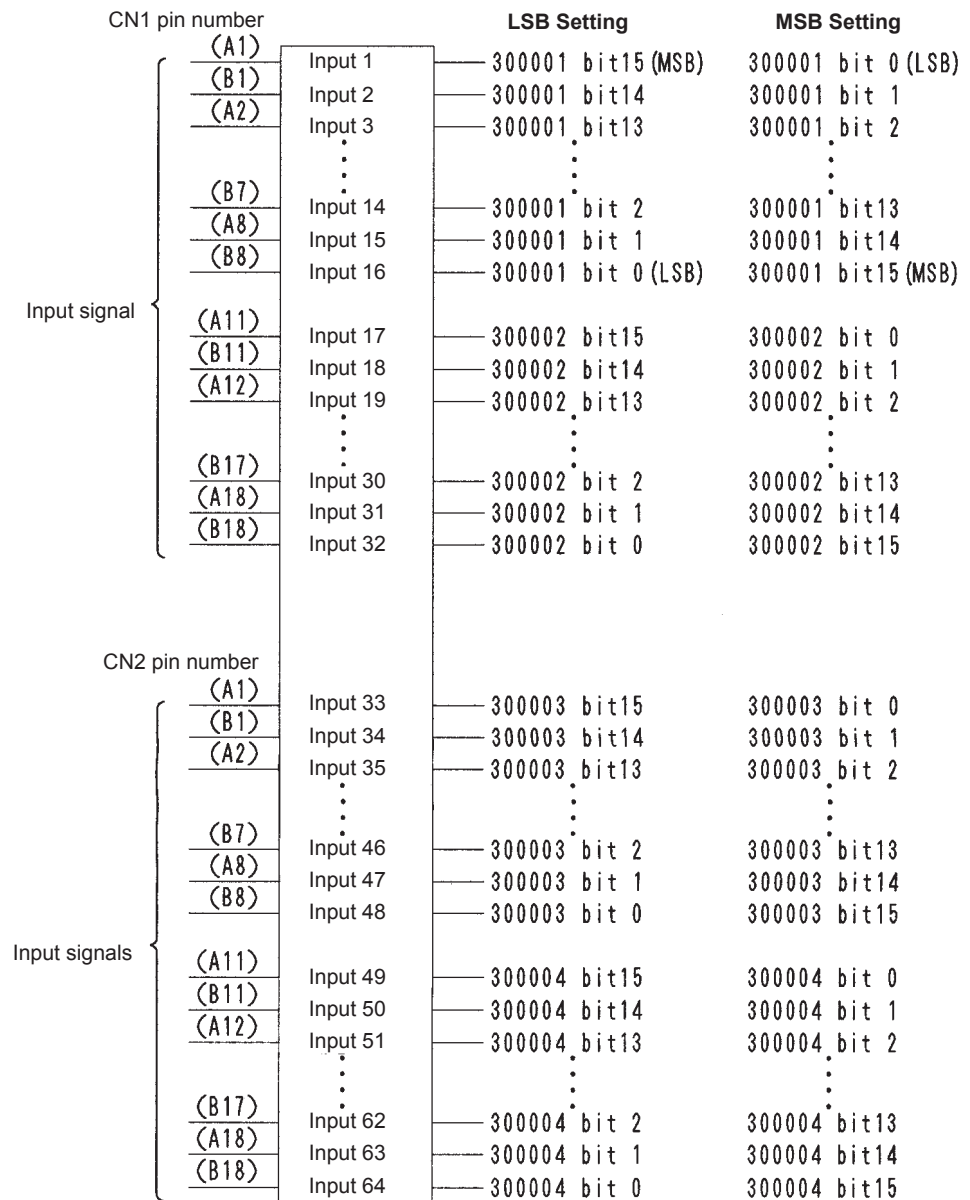 CN1 pin number LSB Setting MSB Setting
(A1) Input 1 300001 bit15 (MSB) 300001 bit 0 (LSB)
(B1) Input 2 300001 bit14 300001 bit 1
(A2) Input 3 300001 bit13 300001 bit 2
(B7) Input 14 300001 bit 2 300001 bit13
(A8) Input 15 300001 bit 1 300001 bit14
(B8) Input 16 300001 bit 0 (LSB) 300001 bit15 (MSB)
Input signal
(A11) Input 17 300002 bit15 300002 bit 0
(B11) Input 18 300002 bit14 300002 bit 1
(A12) Input 19 300002 bit13 300002 bit 2
(B17) Input 30 300002 bit 2 300002 bit13
(A18) Input 31 300002 bit 1 300002 bit14
(B18) Input 32 300002 bit 0 300002 bit15
CN2 pin number
(A1) Input 33 300003 bit15 300003 bit 0
(B1) Input 34 300003 bit14 300003 bit 1
(A2) Input 35 300003 bit13 300003 bit 2
(B7) Input 46 300003 bit 2 300003 bit13
(A8) Input 47 300003 bit 1 300003 bit14
(B8) Input 48 300003 bit 0 300003 bit15
Input signals
(A11) Input 49 300004 bit15 300004 bit 0
(B11) Input 50 300004 bit14 300004 bit 1
(A12) Input 51 300004 bit13 300004 bit 2
(B17) Input 62 300004 bit 2 300004 bit13
(A18) Input 63 300004 bit 1 300004 bit14
(B18) Input 64 300004 bit 0 300004 bit15